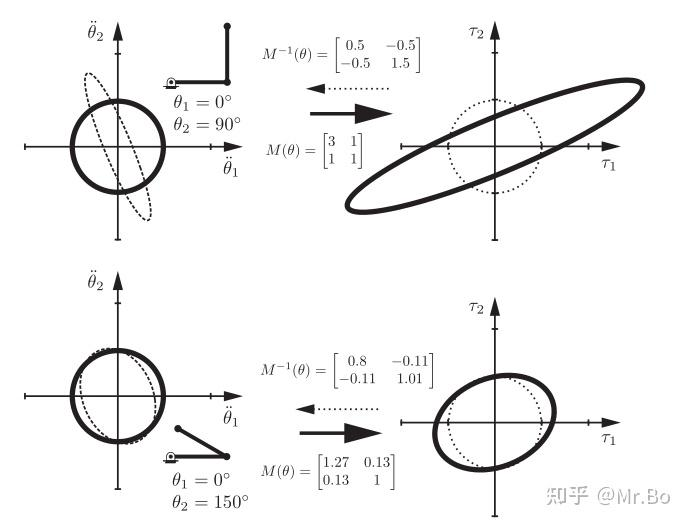 θ̈₂
θ₁ = 0°
θ₂ = 90°
θ̈₁
M⁻¹(θ) = [0.5 −0.5
−0.5 1.5]
M(θ) = [3 1
1 1]
τ₂
τ₁
θ̈₂
θ̈₁
θ₁ = 0°
θ₂ = 150°
M⁻¹(θ) = [0.8 −0.11
−0.11 1.01]
M(θ) = [1.27 0.13
0.13 1]
τ₂
τ₁
知乎 @Mr.Bo